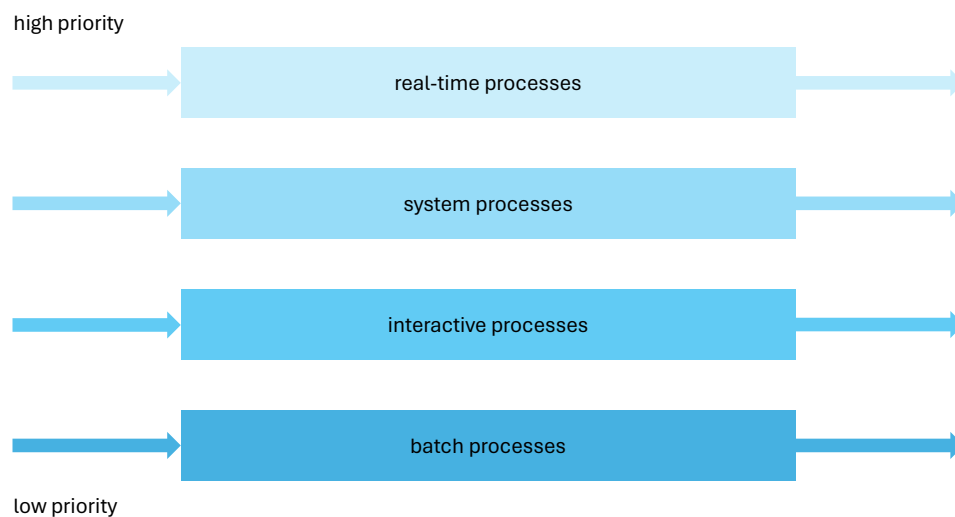 high priority
real-time processes
system processes
interactive processes
batch processes
low priority